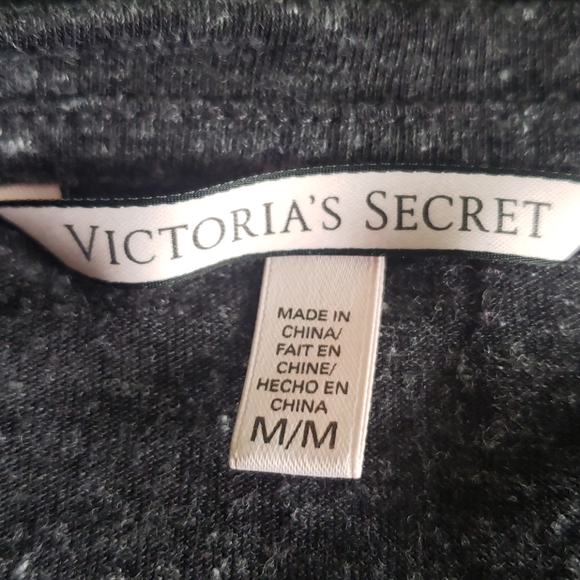 VICTORIA'S SECRET
MADE IN
CHINA/
FAIT EN
CHINE/
HECHO EN
CHINA
M/M